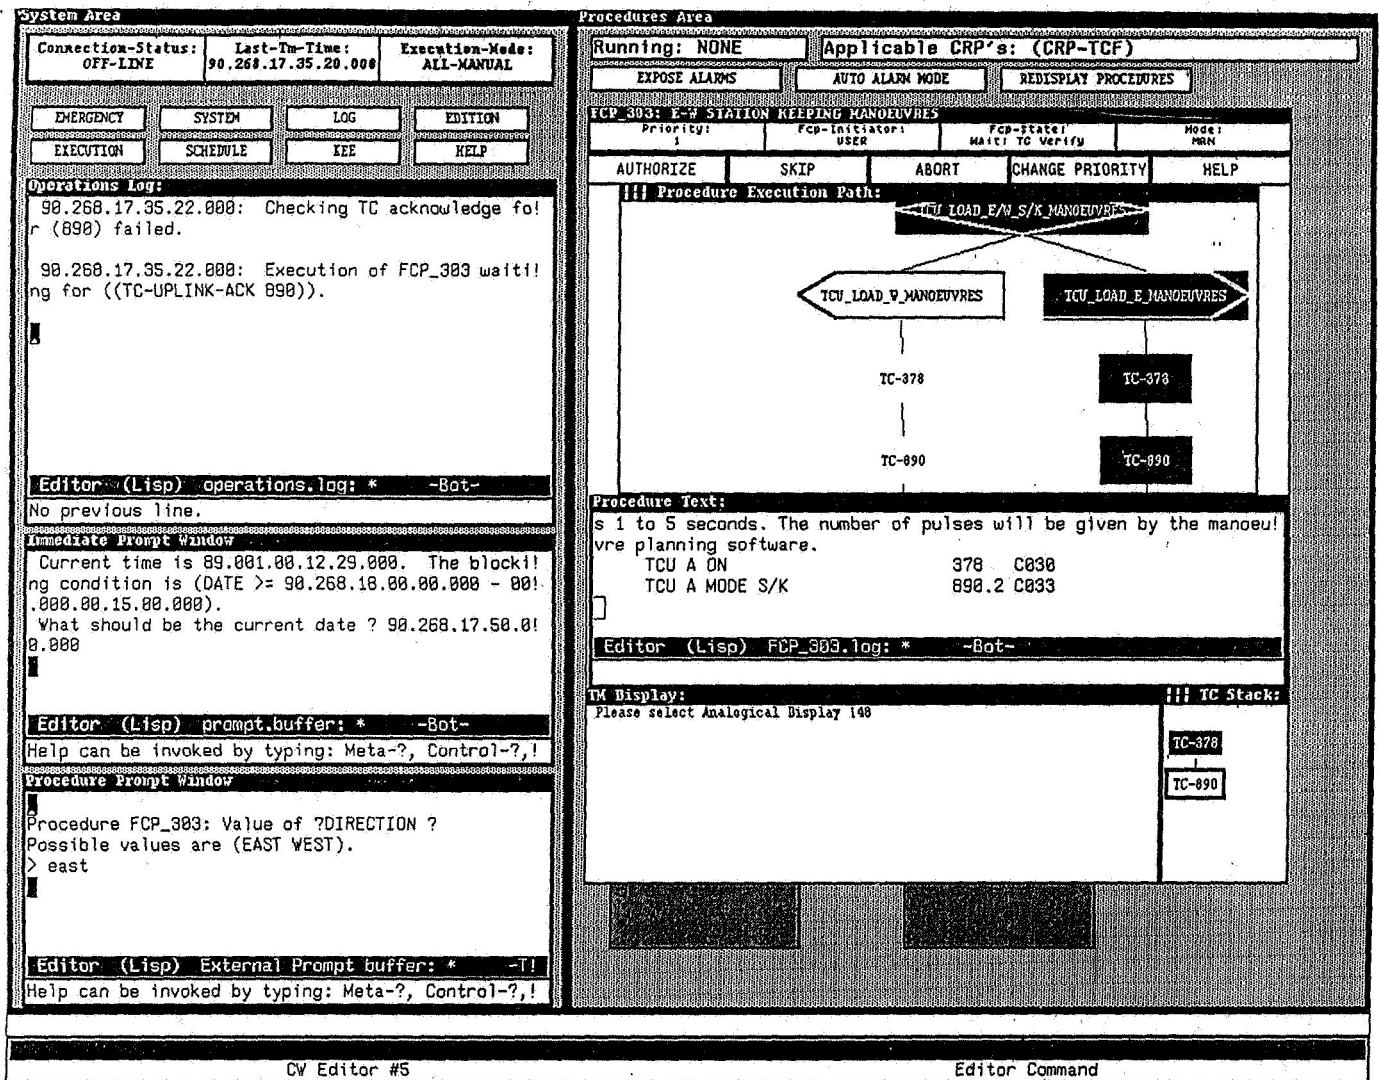 System Area
Connection-Status:
OFF-LINE
Last-Tm-Time:
90.268.17.35.20.000
Execution-Mode:
ALL-MANUAL
EMERGENCY
SYSTEM
LOG
EDITION
EXECUTION
SCHEDULE
KEE
HELP
Operations Log:
90.268.17.35.22.000: Checking TC acknowledge fo!
r (890) failed.
90.268.17.35.22.000: Execution of FCP_303 waiti!
ng for ((TC-UPLINK-ACK 890)).
Editor (Lisp) operations.log: * -Bot-
No previous line.
Immediate Prompt Window
Current time is 89.001.00.12.29.000. The blocki!
ng condition is (DATE >= 90.268.18.00.00.000 - 00!
.000.00.15.00.000).
What should be the current date ? 90.268.17.50.0!
0.000
Editor (Lisp) prompt.buffer: * -Bot-
Help can be invoked by typing: Meta-?, Control-?,!
Procedure Prompt Window
Procedure FCP_303: Value of ?DIRECTION ?
Possible values are (EAST WEST).
> east
Editor (Lisp) External Prompt buffer: * -T!
Help can be invoked by typing: Meta-?, Control-?,!
Procedures Area
Running: NONE
Applicable CRP's: (CRP-TCF)
EXPOSE ALARMS
AUTO ALARM MODE
REDISPLAY PROCEDURES
FCP_303: E-W STATION KEEPING MANOEUVRES
Priority:
1
Fcp-Initiator:
USER
Fcp-State:
Wait: TC Verify
Mode:
MAN
AUTHORIZE
SKIP
ABORT
CHANGE PRIORITY
HELP
||| Procedure Execution Path:
TCU_LOAD_E/W_S/K_MANOEUVRES
TCU_LOAD_W_MANOEUVRES
TCU_LOAD_E_MANOEUVRES
TC-378
TC-378
TC-890
TC-890
Procedure Text:
s 1 to 5 seconds. The number of pulses will be given by the manoeu!
vre planning software.
TCU A ON 378 C030
TCU A MODE S/K 890.2 C033
Editor (Lisp) FCP_303.log: * -Bot-
TM Display:
Please select Analogical Display 148
||| TC Stack:
TC-378
TC-890
CW Editor #5
Editor Command